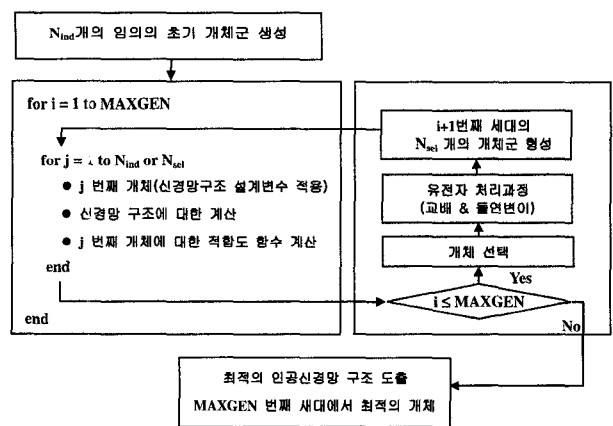 N_ind개의 임의의 초기 개체군 생성
for i = 1 to MAXGEN
for j = to N_ind or N_sel
● j 번째 개체(신경망구조 설계변수 적용)
● 신경망 구조에 대한 계산
● j 번째 개체에 대한 적합도 함수 계산
end
end
i+1번째 세대의
N_sel 개의 개체군 형성
유전자 처리과정
(교배 & 돌연변이)
개체 선택
Yes
i ≤ MAXGEN
No
최적의 인공신경망 구조 도출
MAXGEN 번째 새대에서 최적의 개체